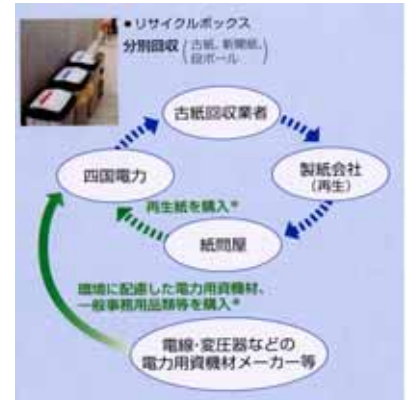 ●リサイクルボックス
分別回収(古紙、新聞紙、
段ボール)
古紙回収業者
四国電力
製紙会社
(再生)
再生紙を購入*
紙問屋
環境に配慮した電力用資機材、
一般事務用品類等を購入*
電線・変圧器などの
電力用資機材メーカー等